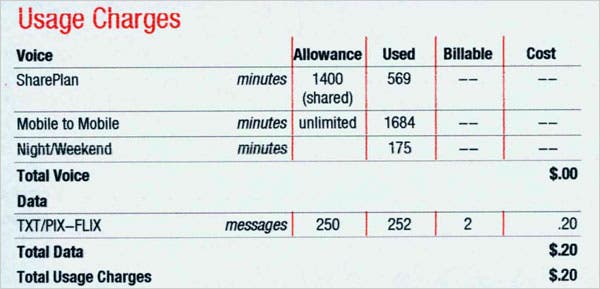 Usage Charges
Voice Allowance Used Billable Cost
SharePlan minutes 1400 569 –– ––
(shared)
Mobile to Mobile minutes unlimited 1684 –– ––
Night/Weekend minutes 175 –– ––
Total Voice $.00
Data
TXT/PIX–FLIX messages 250 252 2 .20
Total Data $.20
Total Usage Charges $.20